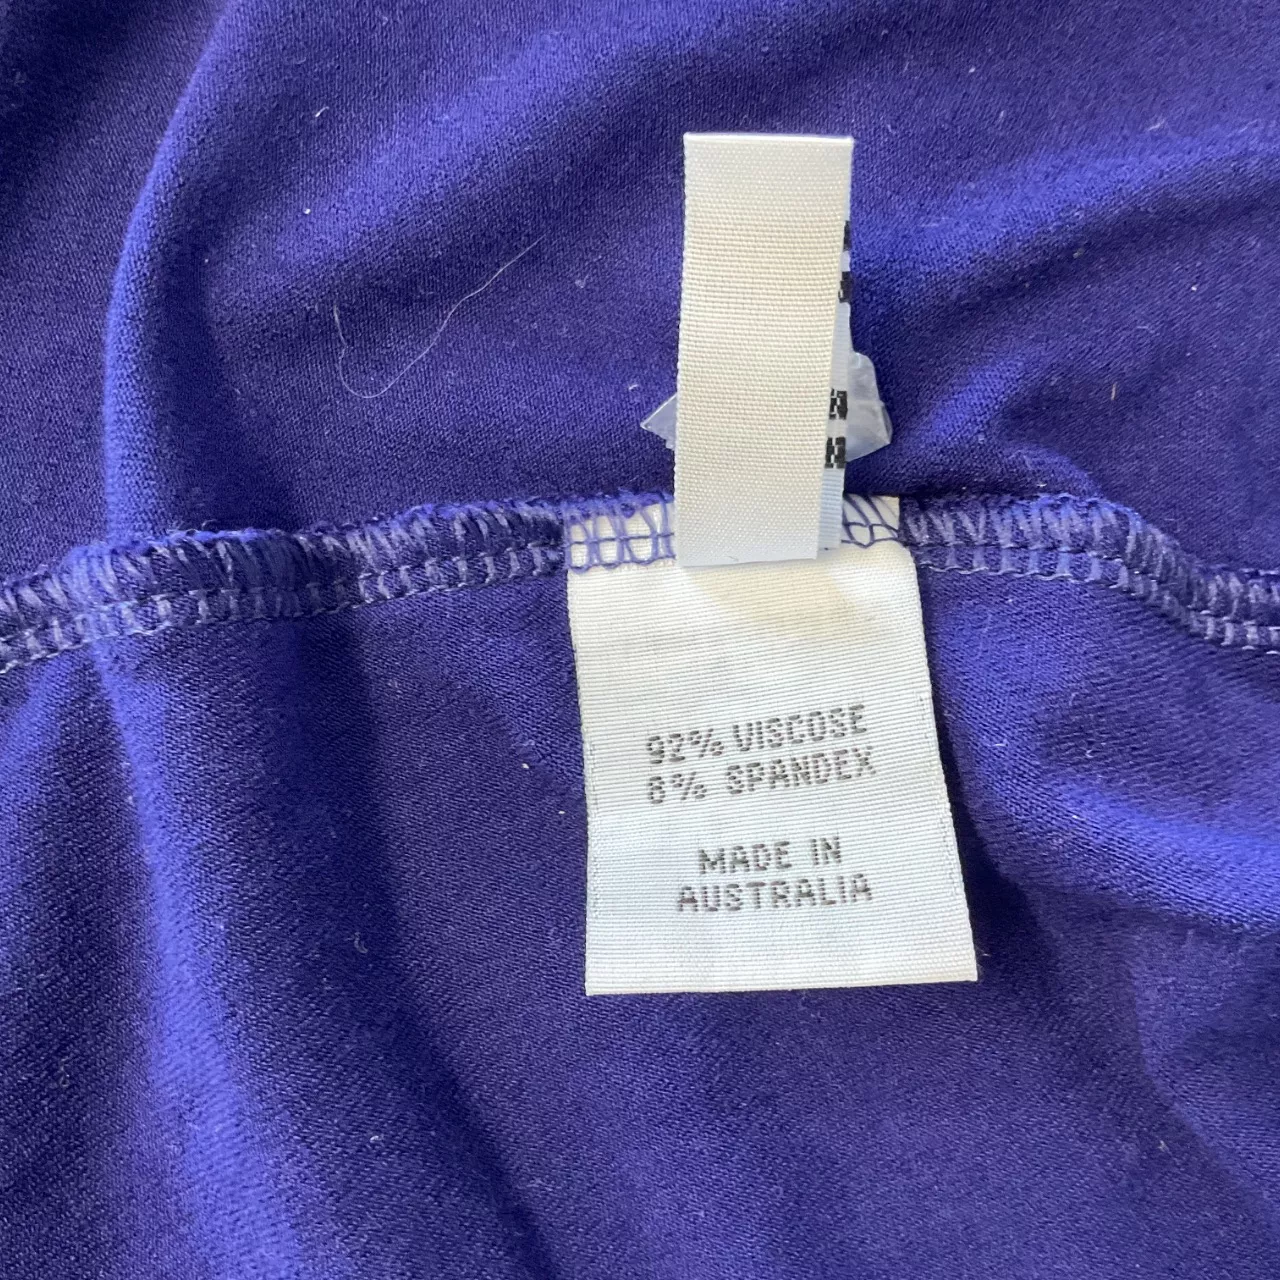 92% VISCOSE
8% SPANDEX
MADE IN
AUSTRALIA